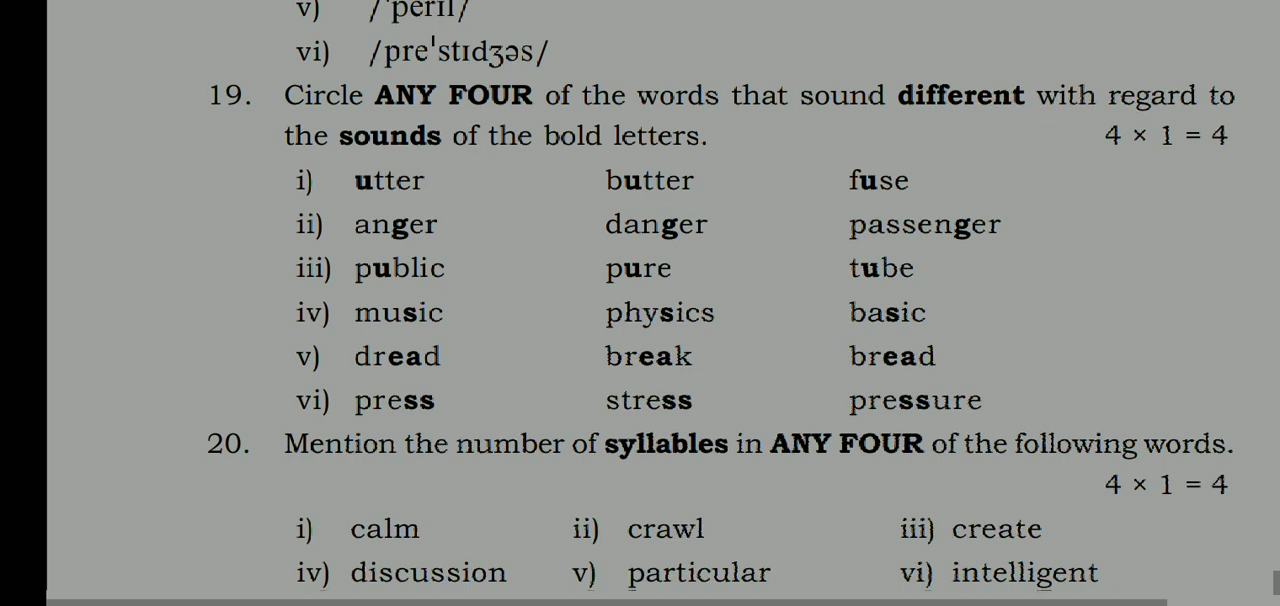 v) /ˈperɪl/
vi) /preˈstɪdʒəs/
19. Circle ANY FOUR of the words that sound different with regard to
the sounds of the bold letters. 4 × 1 = 4
i) utter butter fuse
ii) anger danger passenger
iii) public pure tube
iv) music physics basic
v) dread break bread
vi) press stress pressure
20. Mention the number of syllables in ANY FOUR of the following words.
4 × 1 = 4
i) calm ii) crawl iii) create
iv) discussion v) particular vi) intelligent